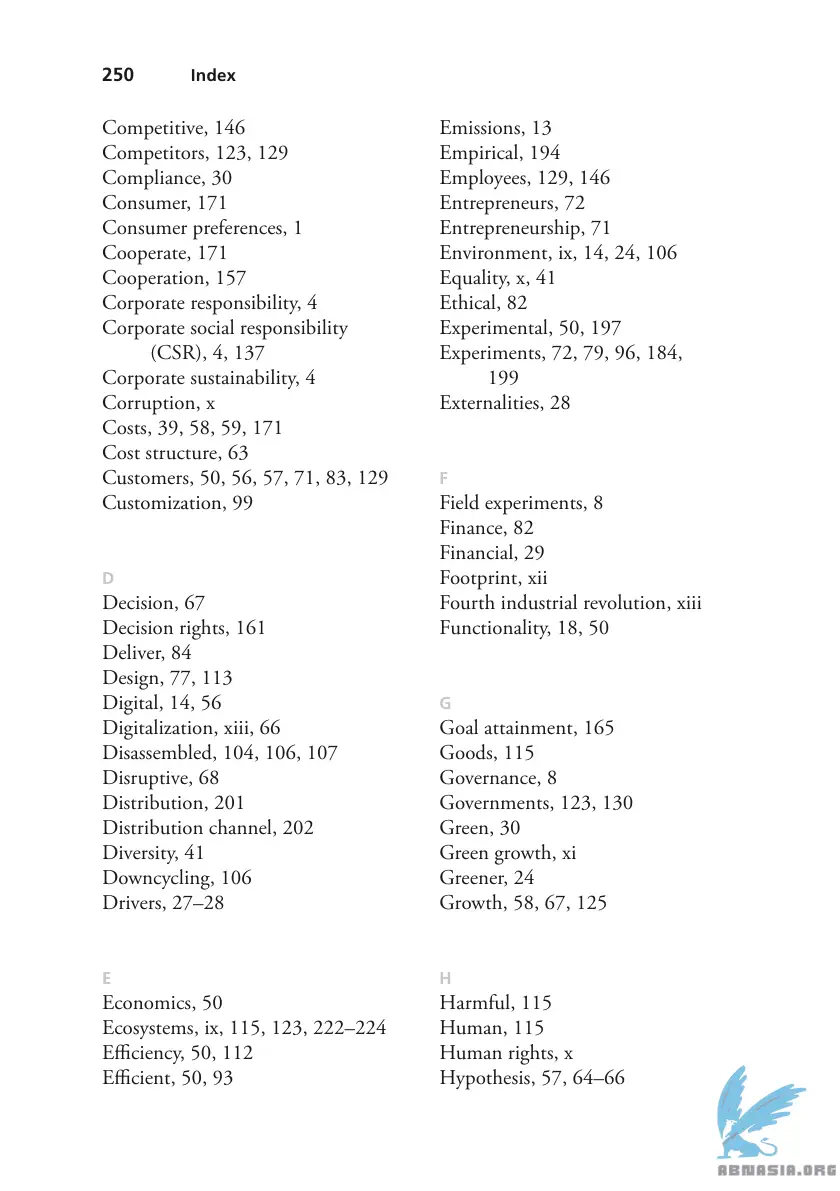 250 Index
Competitive, 146
Competitors, 123, 129
Compliance, 30
Consumer, 171
Consumer preferences, 1
Cooperate, 171
Cooperation, 157
Corporate responsibility, 4
Corporate social responsibility
(CSR), 4, 137
Corporate sustainability, 4
Corruption, x
Costs, 39, 58, 59, 171
Cost structure, 63
Customers, 50, 56, 57, 71, 83, 129
Customization, 99
D
Decision, 67
Decision rights, 161
Deliver, 84
Design, 77, 113
Digital, 14, 56
Digitalization, xiii, 66
Disassembled, 104, 106, 107
Disruptive, 68
Distribution, 201
Distribution channel, 202
Diversity, 41
Downcycling, 106
Drivers, 27–28
E
Economics, 50
Ecosystems, ix, 115, 123, 222–224
Efficiency, 50, 112
Efficient, 50, 93
Emissions, 13
Empirical, 194
Employees, 129, 146
Entrepreneurs, 72
Entrepreneurship, 71
Environment, ix, 14, 24, 106
Equality, x, 41
Ethical, 82
Experimental, 50, 197
Experiments, 72, 79, 96, 184,
199
Externalities, 28
F
Field experiments, 8
Finance, 82
Financial, 29
Footprint, xii
Fourth industrial revolution, xiii
Functionality, 18, 50
G
Goal attainment, 165
Goods, 115
Governance, 8
Governments, 123, 130
Green, 30
Green growth, xi
Greener, 24
Growth, 58, 67, 125
H
Harmful, 115
Human, 115
Human rights, x
Hypothesis, 57, 64–66
ABNASIA.ORG